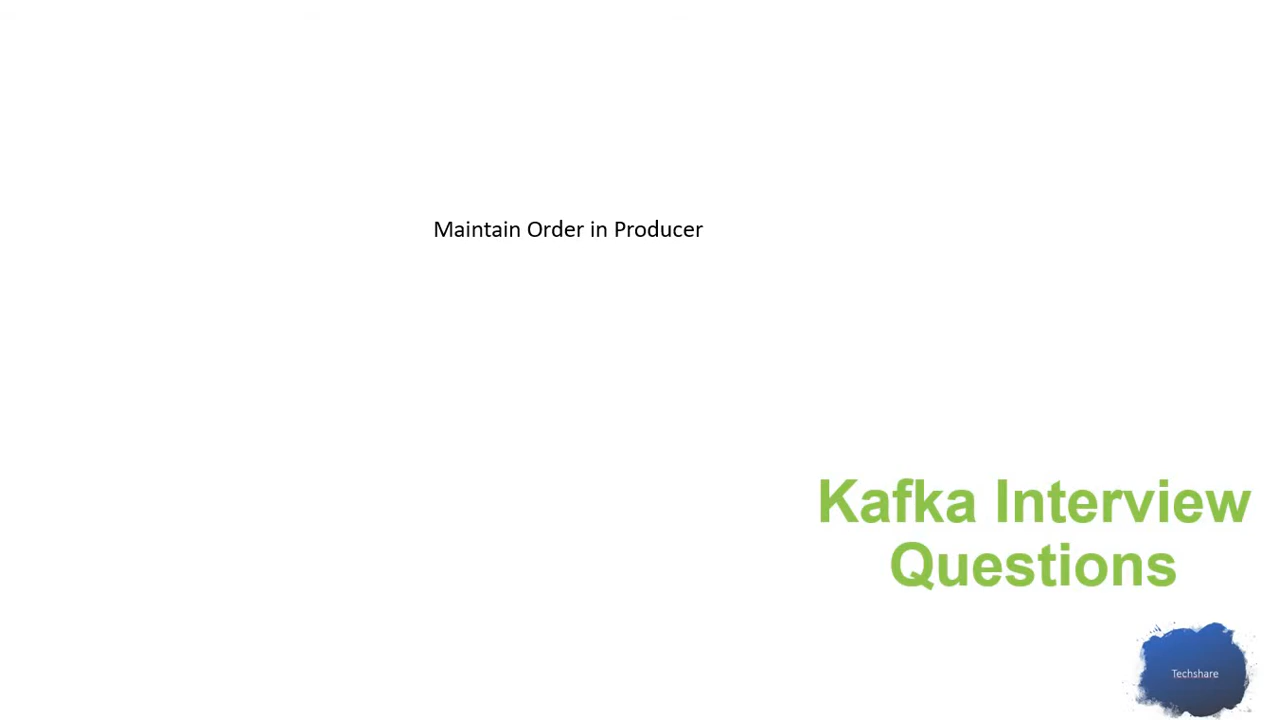 Maintain Order in Producer
Kafka Interview
Questions
Techshare